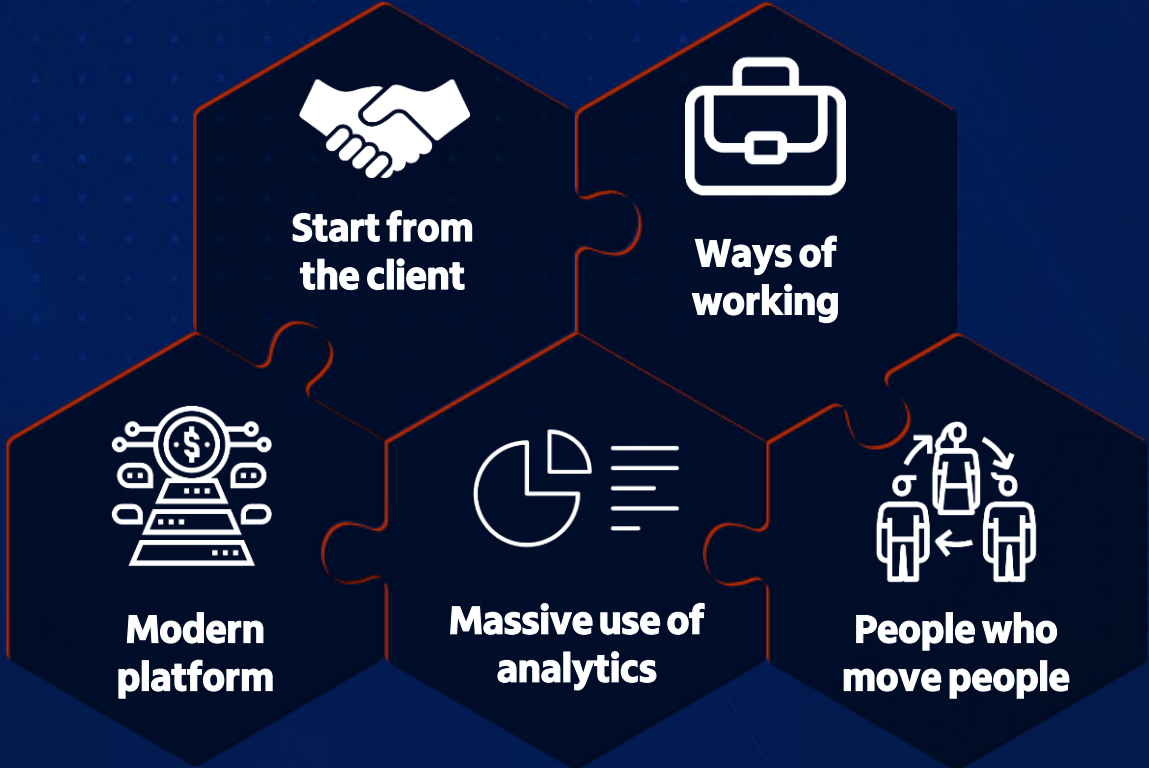 Start from
the client
Ways of
working
$
Modern
platform
Massive use of
analytics
People who
move people